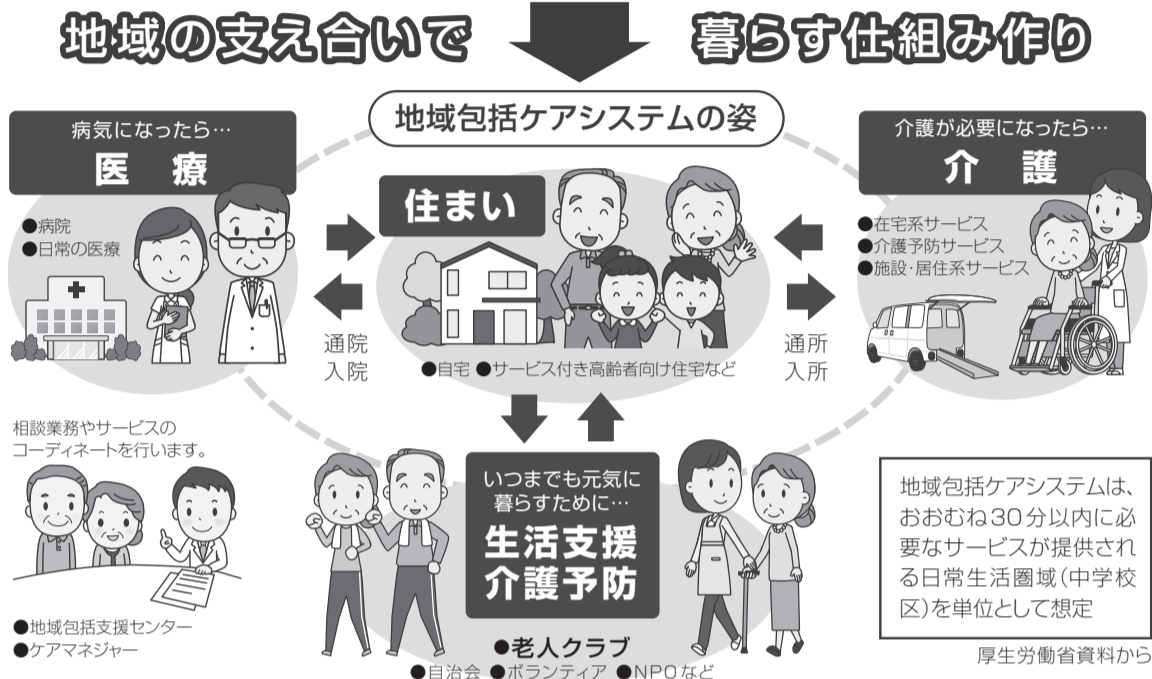 地域の支え合いで
暮らす仕組み作り
地域包括ケアシステムの姿
病気になったら…
医 療
●病院
●日常の医療
住まい
●自宅 ●サービス付き高齢者向け住宅など
介護が必要になったら…
介 護
●在宅系サービス
●介護予防サービス
●施設・居住系サービス
通院
入院
通所
入所
相談業務やサービスの
コーディネートを行います。
●地域包括支援センター
●ケアマネジャー
いつまでも元気に
暮らすために…
生活支援
介護予防
●老人クラブ
●自治会 ●ボランティア ●NPOなど
地域包括ケアシステムは、
おおむね30分以内に必
要なサービスが提供され
る日常生活圏域(中学校
区)を単位として想定
厚生労働省資料から